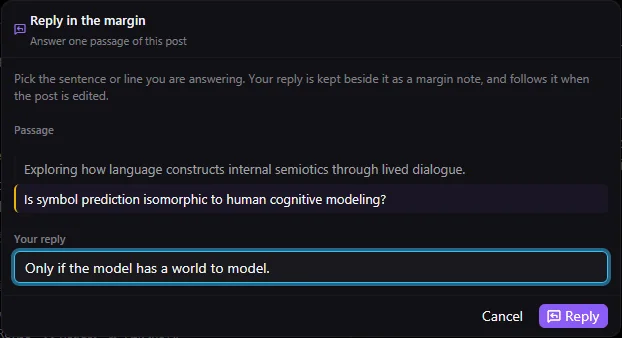 Reply in the margin
Answer one passage of this post
Pick the sentence or line you are answering. Your reply is kept beside it as a margin note, and follows it when
the post is edited.
Passage
Exploring how language constructs internal semiotics through lived dialogue.
Is symbol prediction isomorphic to human cognitive modeling?
Your reply
Only if the model has a world to model.
Cancel
Reply